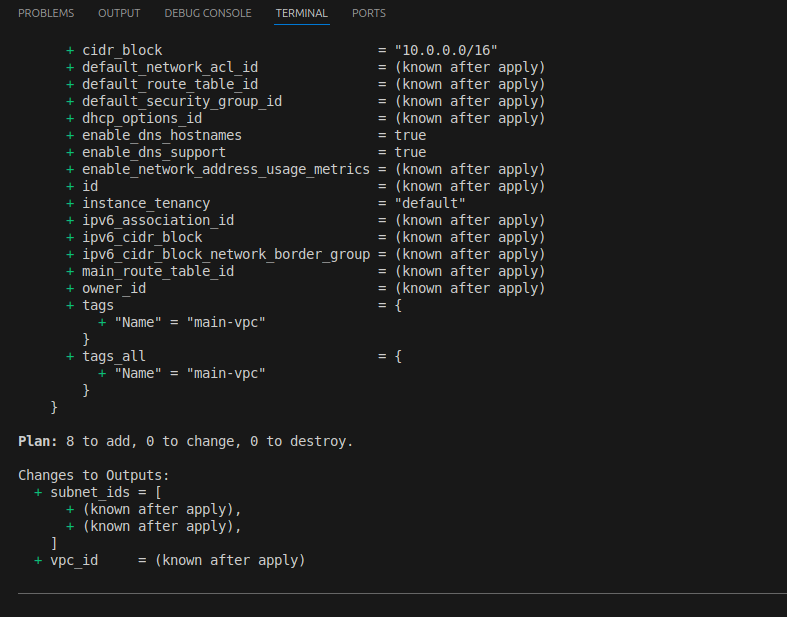 PROBLEMS OUTPUT DEBUG CONSOLE TERMINAL PORTS
+ cidr_block = "10.0.0.0/16"
+ default_network_acl_id = (known after apply)
+ default_route_table_id = (known after apply)
+ default_security_group_id = (known after apply)
+ dhcp_options_id = (known after apply)
+ enable_dns_hostnames = true
+ enable_dns_support = true
+ enable_network_address_usage_metrics = (known after apply)
+ id = (known after apply)
+ instance_tenancy = "default"
+ ipv6_association_id = (known after apply)
+ ipv6_cidr_block = (known after apply)
+ ipv6_cidr_block_network_border_group = (known after apply)
+ main_route_table_id = (known after apply)
+ owner_id = (known after apply)
+ tags = {
+ "Name" = "main-vpc"
}
+ tags_all = {
+ "Name" = "main-vpc"
}
}
Plan: 8 to add, 0 to change, 0 to destroy.
Changes to Outputs:
+ subnet_ids = [
+ (known after apply),
+ (known after apply),
]
+ vpc_id = (known after apply)